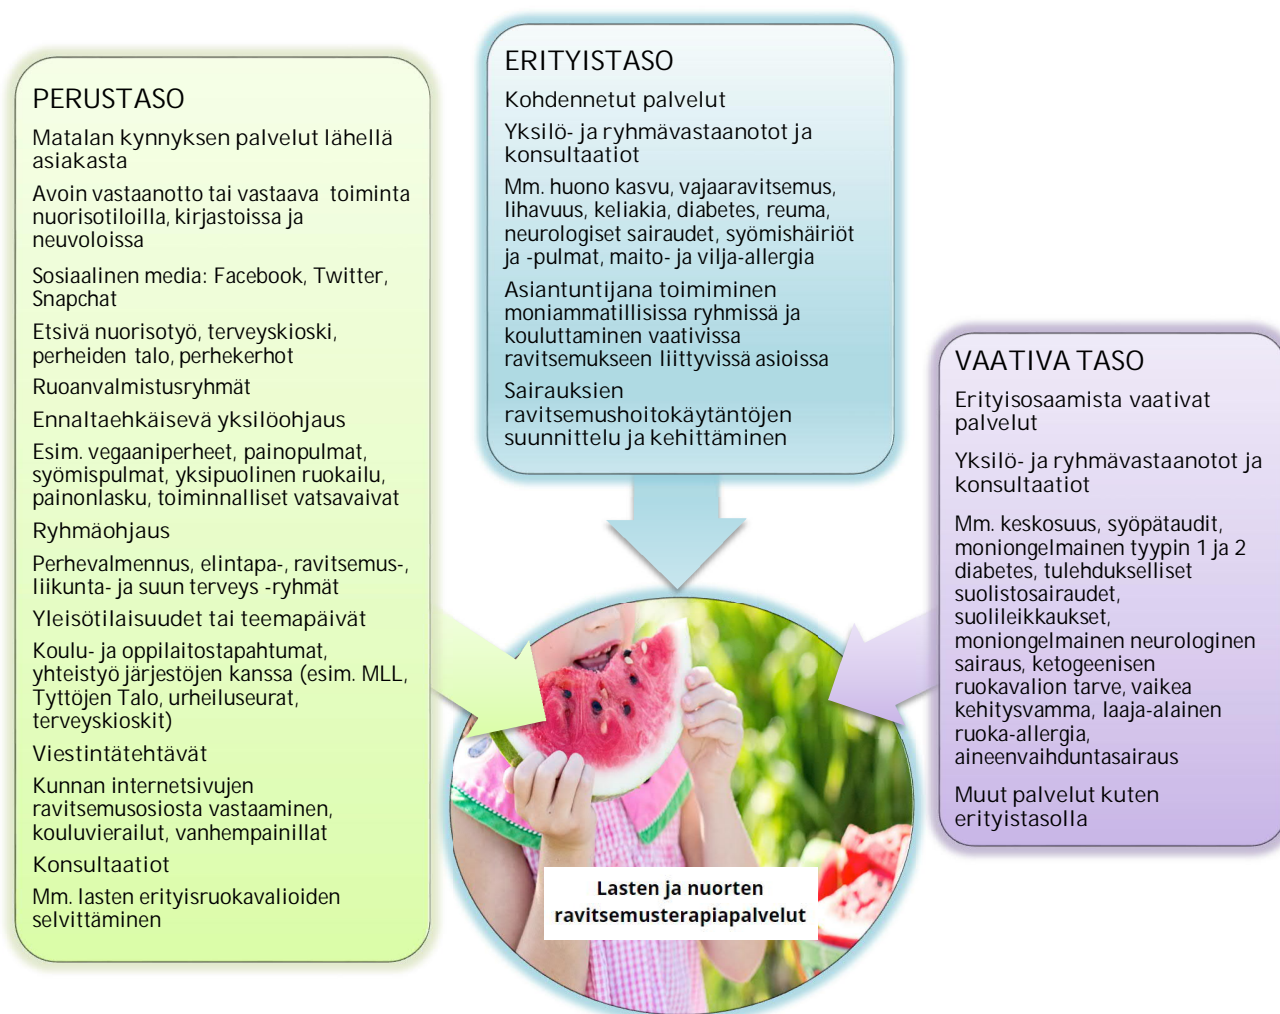 PERUSTASO
Matalan kynnyksen palvelut lähellä
asiakasta
Avoin vastaanotto tai vastaava toiminta
nuorisotiloilla, kirjastoissa ja
neuvoloissa
Sosiaalinen media: Facebook, Twitter,
Snapchat
Etsivä nuorisotyö, terveyskioski,
perheiden talo, perhekerhot
Ruoanvalmistusryhmät
Ennaltaehkäisevä yksilöohjaus
Esim. vegaaniperheet, painopulmat,
syömispulmat, yksipuolinen ruokailu,
painonlasku, toiminnalliset vatsavaivat
Ryhmäohjaus
Perhevalmennus, elintapa-, ravitsemus-,
liikunta- ja suun terveys -ryhmät
Yleisötilaisuudet tai teemapäivät
Koulu- ja oppilaitostapahtumat,
yhteistyö järjestöjen kanssa (esim. MLL,
Tyttöjen Talo, urheiluseurat,
terveyskioskit)
Viestintätehtävät
Kunnan internetsivujen
ravitsemusosiosta vastaaminen,
kouluvierailut, vanhempainillat
Konsultaatiot
Mm. lasten erityisruokavalioiden
selvittäminen
ERITYISTASO
Kohdennetut palvelut
Yksilö- ja ryhmävastaanotot ja
konsultaatiot
Mm. huono kasvu, vajaaravitsemus,
lihavuus, keliakia, diabetes, reuma,
neurologiset sairaudet, syömishäiriöt
ja -pulmat, maito- ja vilja-allergia
Asiantuntijana toimiminen
moniammatillisissa ryhmissä ja
kouluttaminen vaativissa
ravitsemukseen liittyvissä asioissa
Sairauksien
ravitsemushoitokäytäntöjen
suunnittelu ja kehittäminen
VAATIVA TASO
Erityisosaamista vaativat
palvelut
Yksilö- ja ryhmävastaanotot ja
konsultaatiot
Mm. keskosuus, syöpätaudit,
moniongelmainen tyypin 1 ja 2
diabetes, tulehdukselliset
suolistosairaudet,
suolileikkaukset,
moniongelmainen neurologinen
sairaus, ketogeenisen
ruokavalion tarve, vaikea
kehitysvamma, laaja-alainen
ruoka-allergia,
aineenvaihduntasairaus
Muut palvelut kuten
erityistasolla
Lasten ja nuorten
ravitsemusterapiapalvelut